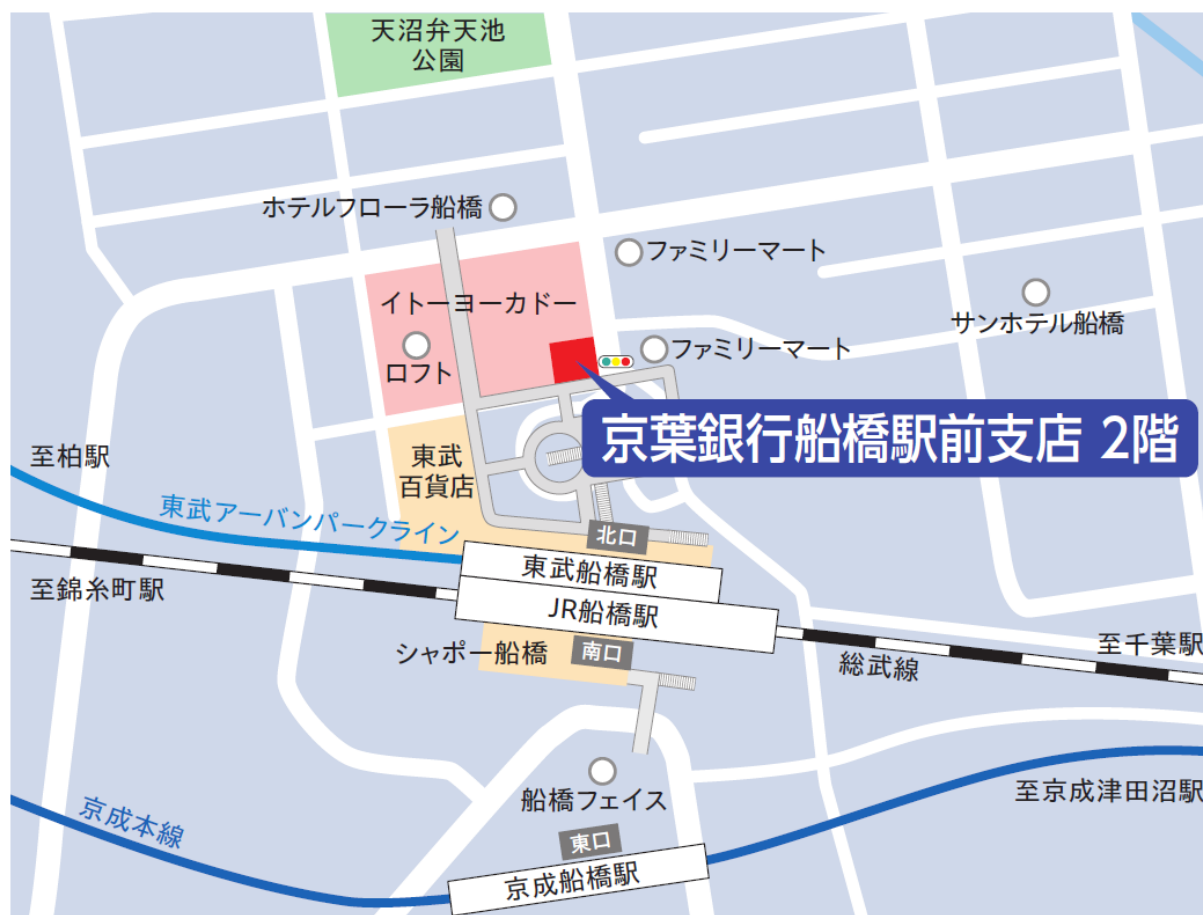 天沼弁天池
公園
ホテルフローラ船橋
ファミリーマート
イトーヨーカドー
サンホテル船橋
ファミリーマート
ロフト
京葉銀行船橋駅前支店 2階
東武
百貨店
至柏駅
東武アーバンパークライン
北口
東武船橋駅
至錦糸町駅
JR船橋駅
シャポー船橋
南口
至千葉駅
総武線
船橋フェイス
至京成津田沼駅
京成本線
東口
京成船橋駅